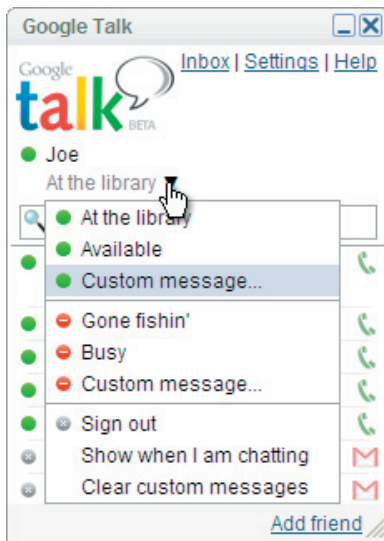 Google Talk
Inbox | Settings | Help
Google
talk
BETA
Joe
At the library
At the library
Available
Custom message...
Gone fishin'
Busy
Custom message...
Sign out
Show when I am chatting
Clear custom messages
Add friend